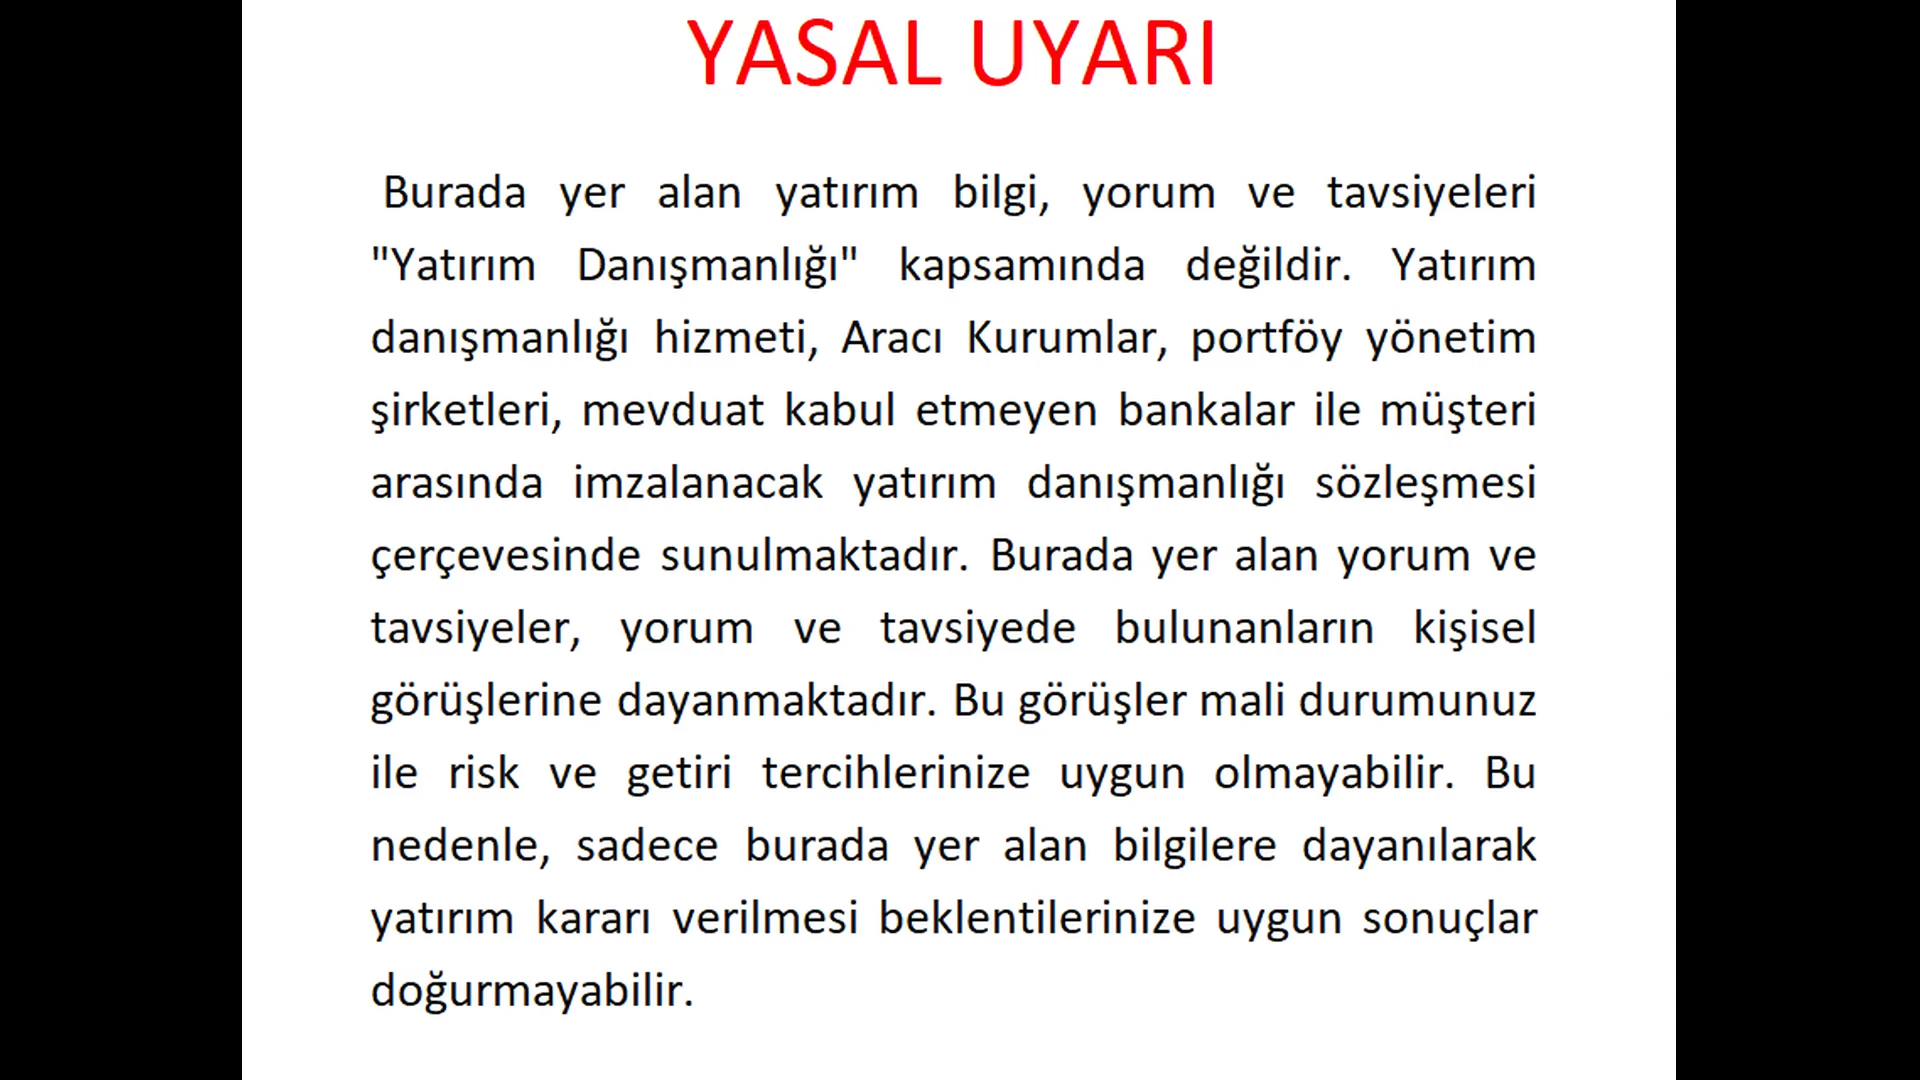 YASAL UYARI
Burada yer alan yatırım bilgi, yorum ve tavsiyeleri
"Yatırım Danışmanlığı" kapsamında değildir. Yatırım
danışmanlığı hizmeti, Aracı Kurumlar, portföy yönetim
şirketleri, mevduat kabul etmeyen bankalar ile müşteri
arasında imzalanacak yatırım danışmanlığı sözleşmesi
çerçevesinde sunulmaktadır. Burada yer alan yorum ve
tavsiyeler, yorum ve tavsiyede bulunanların kişisel
görüşlerine dayanmaktadır. Bu görüşler mali durumunuz
ile risk ve getiri tercihlerinize uygun olmayabilir. Bu
nedenle, sadece burada yer alan bilgilere dayanılarak
yatırım kararı verilmesi beklentilerinize uygun sonuçlar
doğurmayabilir.